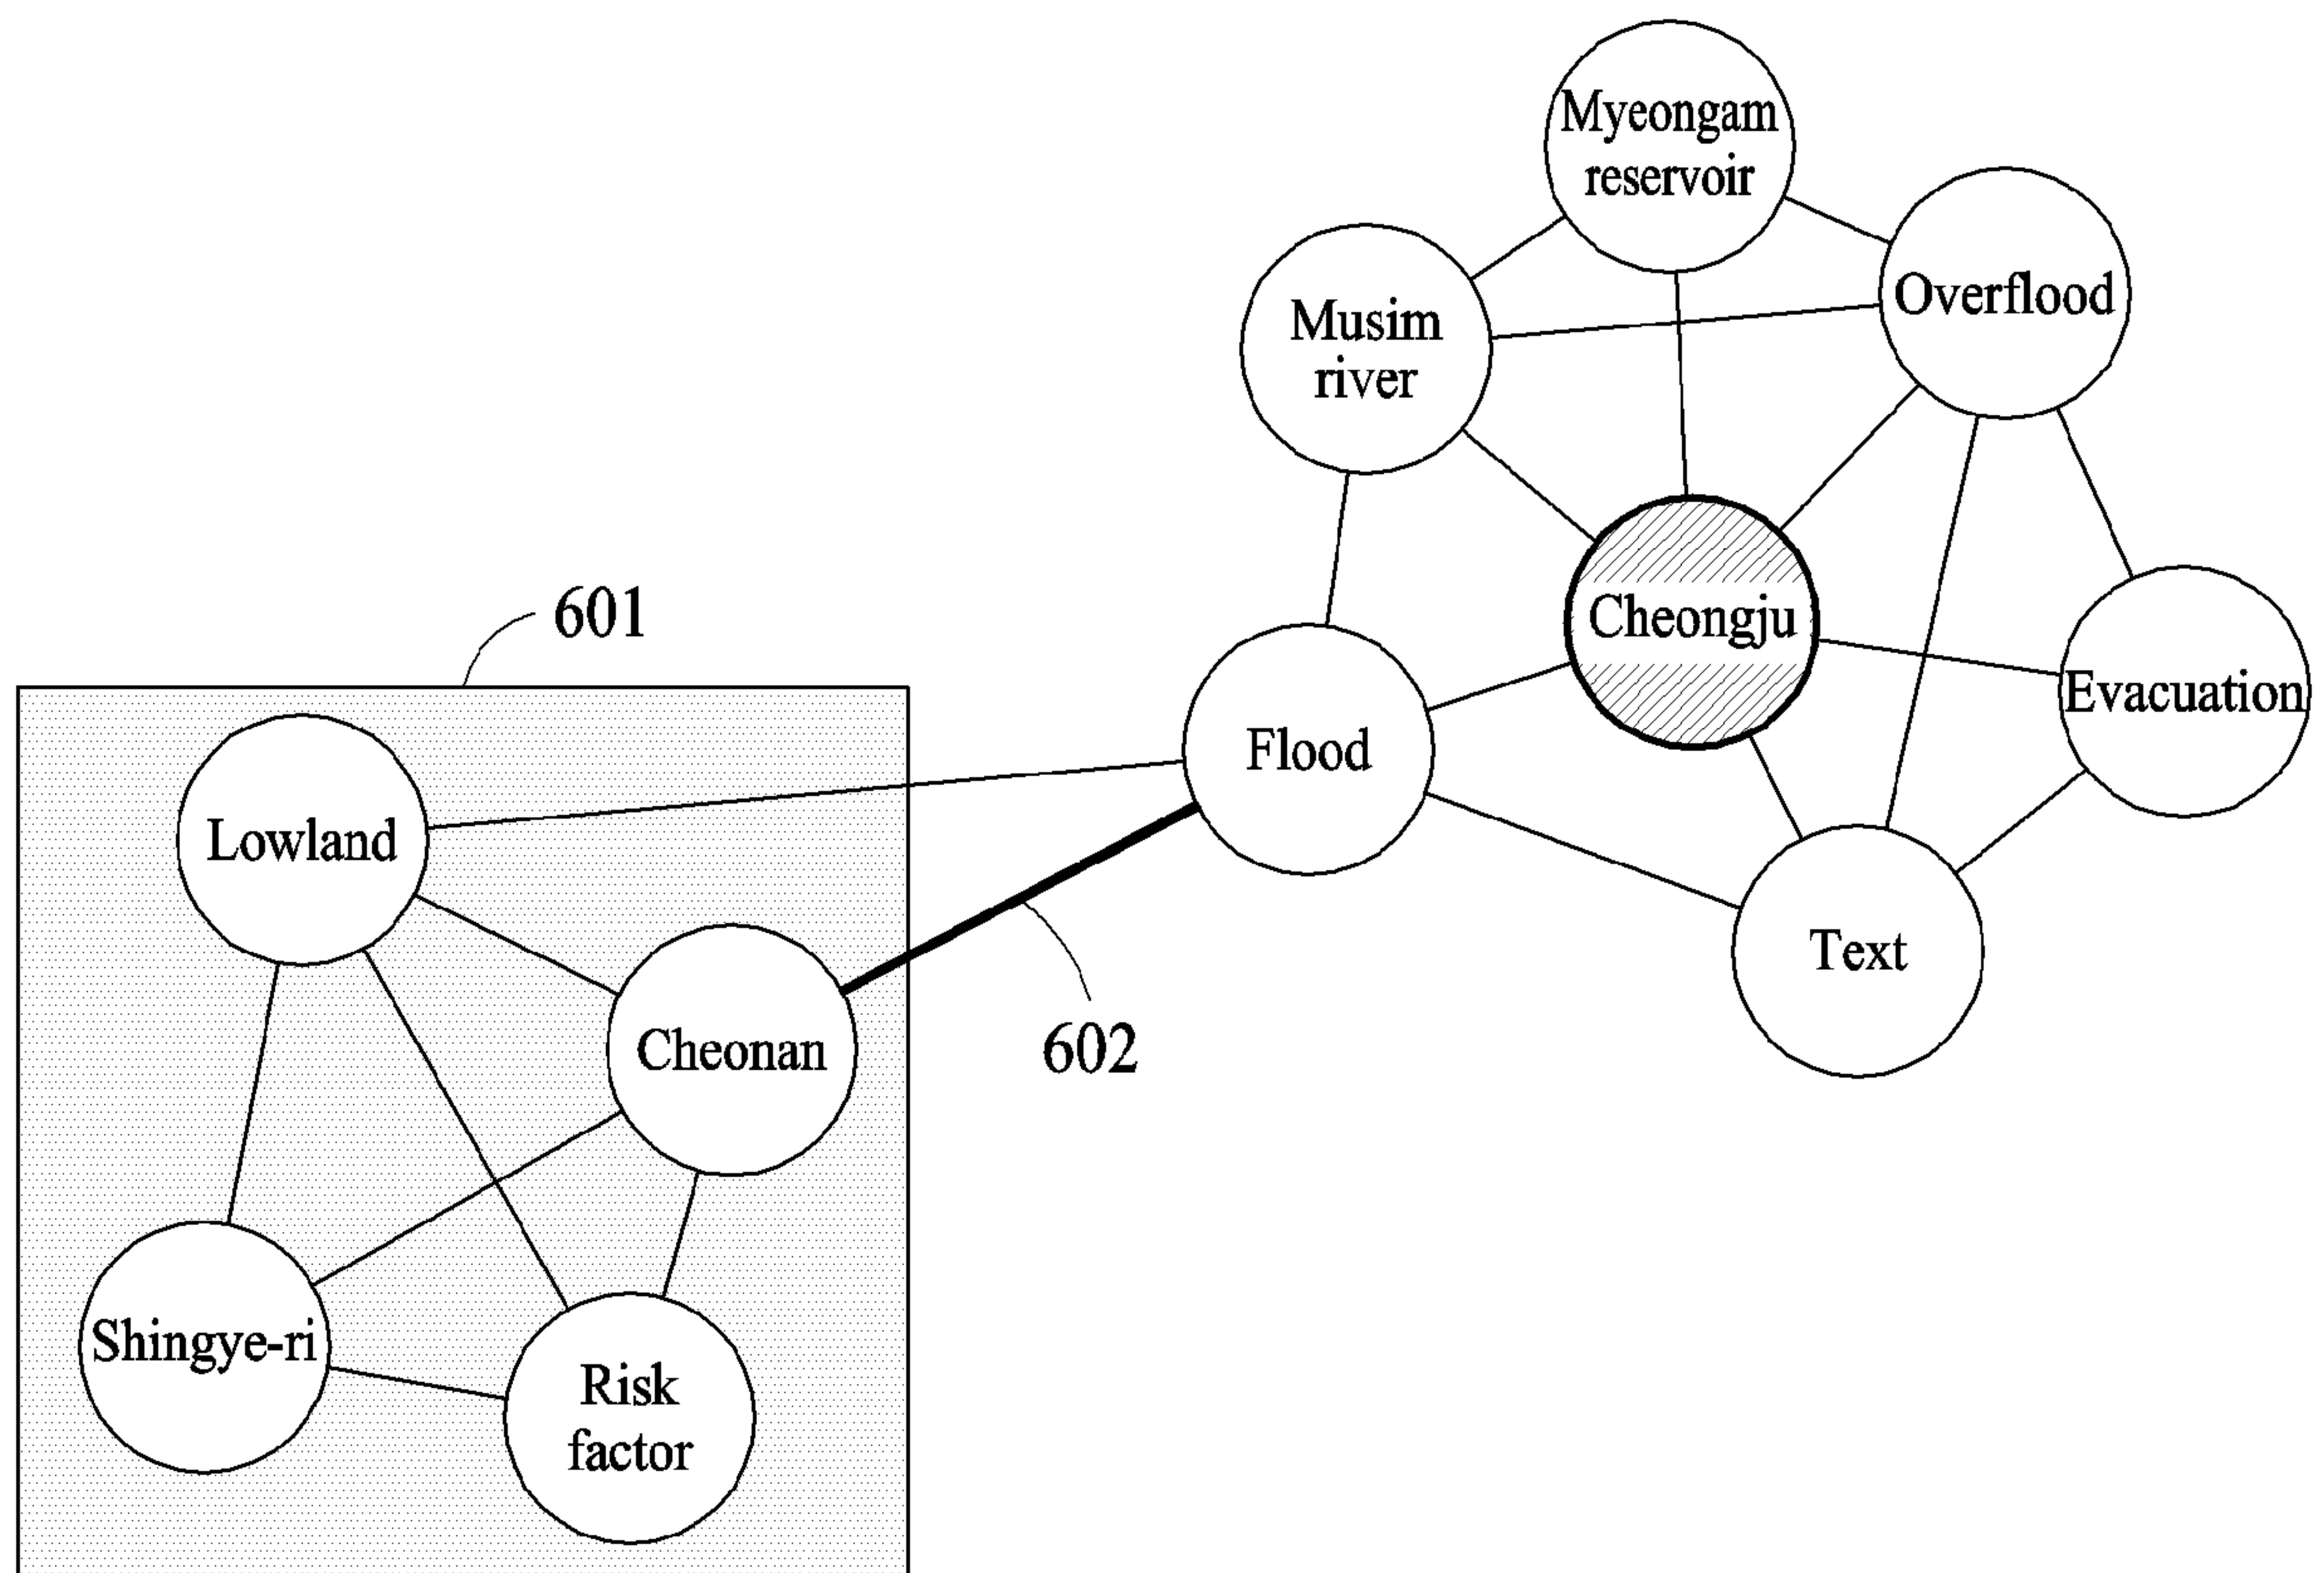 Myeongam
reservoir
Overflood
Musim
river
Cheongju
Evacuation
601
Flood
Lowland
Text
Cheonan
602
Shingye-ri
Risk
factor